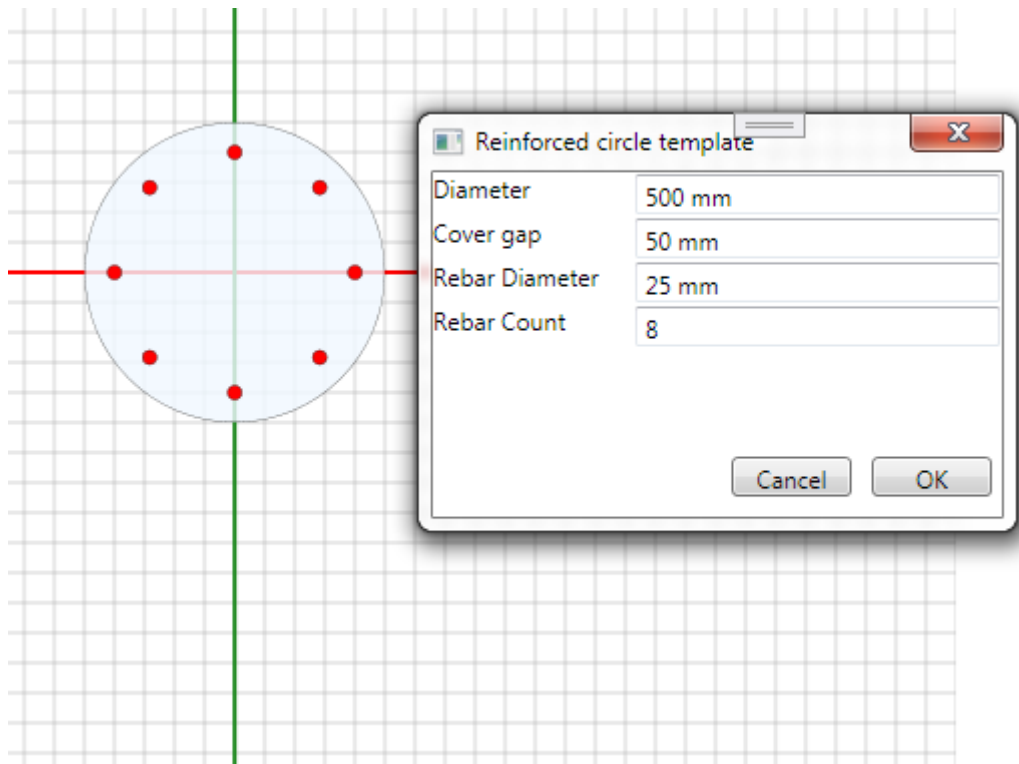 Reinforced circle template
Diameter 500 mm
Cover gap 50 mm
Rebar Diameter 25 mm
Rebar Count 8
Cancel OK